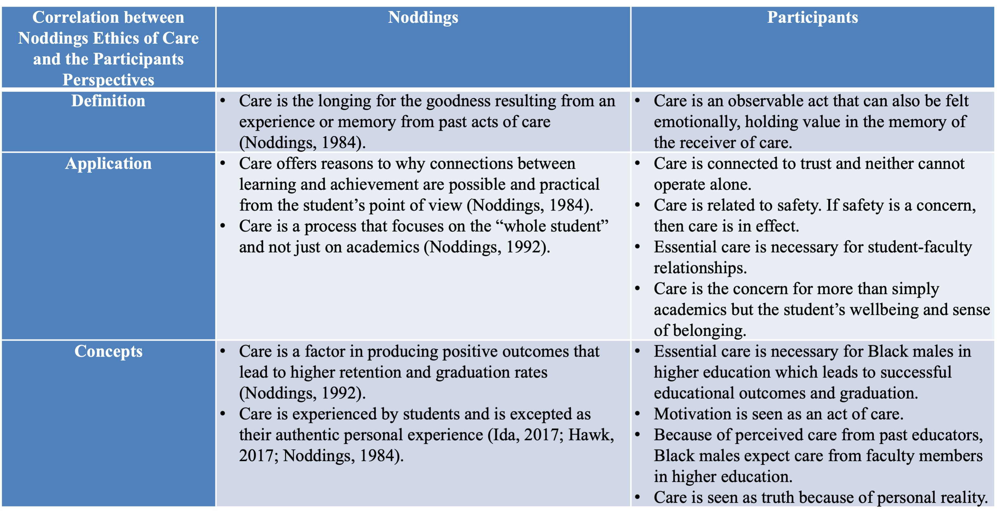 Correlation between
Noddings Ethics of Care
and the Participants
Perspectives
Noddings
Participants
Definition
• Care is the longing for the goodness resulting from an
experience or memory from past acts of care
(Noddings, 1984).
• Care is an observable act that can also be felt
emotionally, holding value in the memory of
the receiver of care.
Application
• Care offers reasons to why connections between
learning and achievement are possible and practical
from the student’s point of view (Noddings, 1984).
• Care is a process that focuses on the “whole student”
and not just on academics (Noddings, 1992).
• Care is connected to trust and neither cannot
operate alone.
• Care is related to safety. If safety is a concern,
then care is in effect.
• Essential care is necessary for student-faculty
relationships.
• Care is the concern for more than simply
academics but the student’s wellbeing and sense
of belonging.
Concepts
• Care is a factor in producing positive outcomes that
lead to higher retention and graduation rates
(Noddings, 1992).
• Care is experienced by students and is excepted as
their authentic personal experience (Ida, 2017; Hawk,
2017; Noddings, 1984).
• Essential care is necessary for Black males in
higher education which leads to successful
educational outcomes and graduation.
• Motivation is seen as an act of care.
• Because of perceived care from past educators,
Black males expect care from faculty members
in higher education.
• Care is seen as truth because of personal reality.